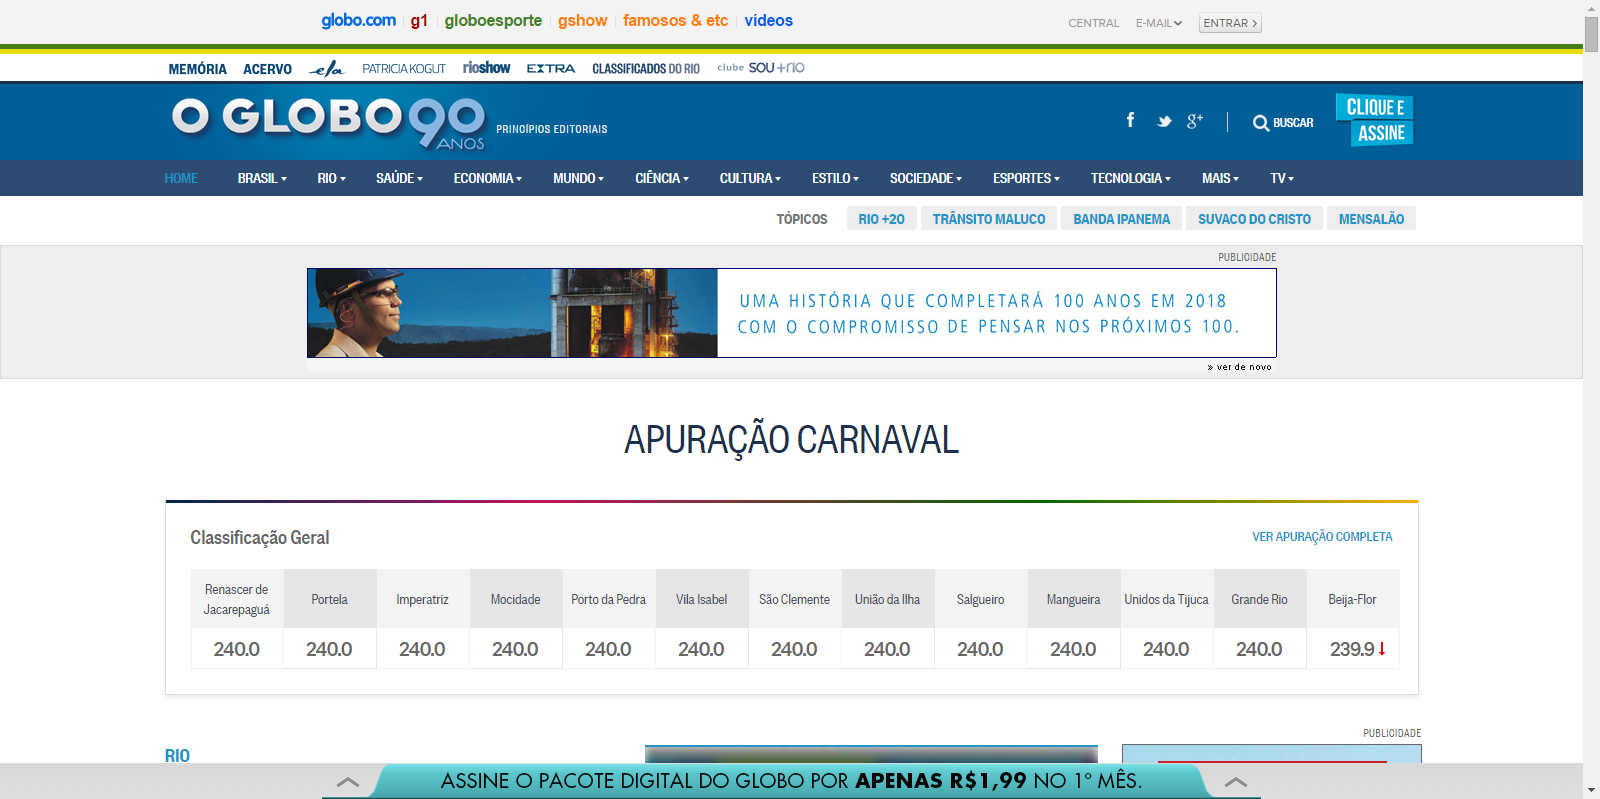 globo.com g1 globoesporte gshow famosos & etc vídeos CENTRAL E-MAIL ENTRAR >
MEMÓRIA ACERVO ela PATRICIA KOGUT rioshow EXTRA CLASSIFICADOS DO RIO clube SOU+RIO
O GLOBO 90 ANOS PRINCÍPIOS EDITORIAIS f g+ BUSCAR CLIQUE E ASSINE
HOME BRASIL RIO SAÚDE ECONOMIA MUNDO CIÊNCIA CULTURA ESTILO SOCIEDADE ESPORTES TECNOLOGIA MAIS TV
TÓPICOS RIO +20 TRÂNSITO MALUCO BANDA IPANEMA SUVACO DO CRISTO MENSALÃO
PUBLICIDADE
UMA HISTÓRIA QUE COMPLETARÁ 100 ANOS EM 2018
COM O COMPROMISSO DE PENSAR NOS PRÓXIMOS 100.
» ver de novo
APURAÇÃO CARNAVAL
Classificação Geral VER APURAÇÃO COMPLETA
Renascer de Jacarepaguá Portela Imperatriz Mocidade Porto da Pedra Vila Isabel São Clemente União da Ilha Salgueiro Mangueira Unidos da Tijuca Grande Rio Beija-Flor
240.0 240.0 240.0 240.0 240.0 240.0 240.0 240.0 240.0 240.0 240.0 240.0 239.9
PUBLICIDADE
RIO
ASSINE O PACOTE DIGITAL DO GLOBO POR APENAS R$1,99 NO 1º MÊS.